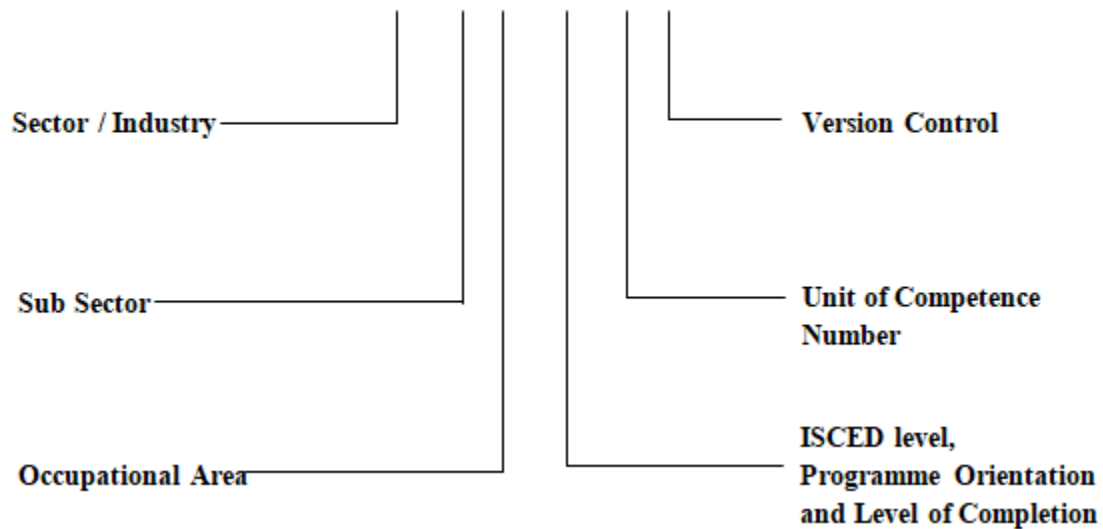 Sector / Industry
Version Control
Sub Sector
Unit of Competence
Number
Occupational Area
ISCED level,
Programme Orientation
and Level of Completion